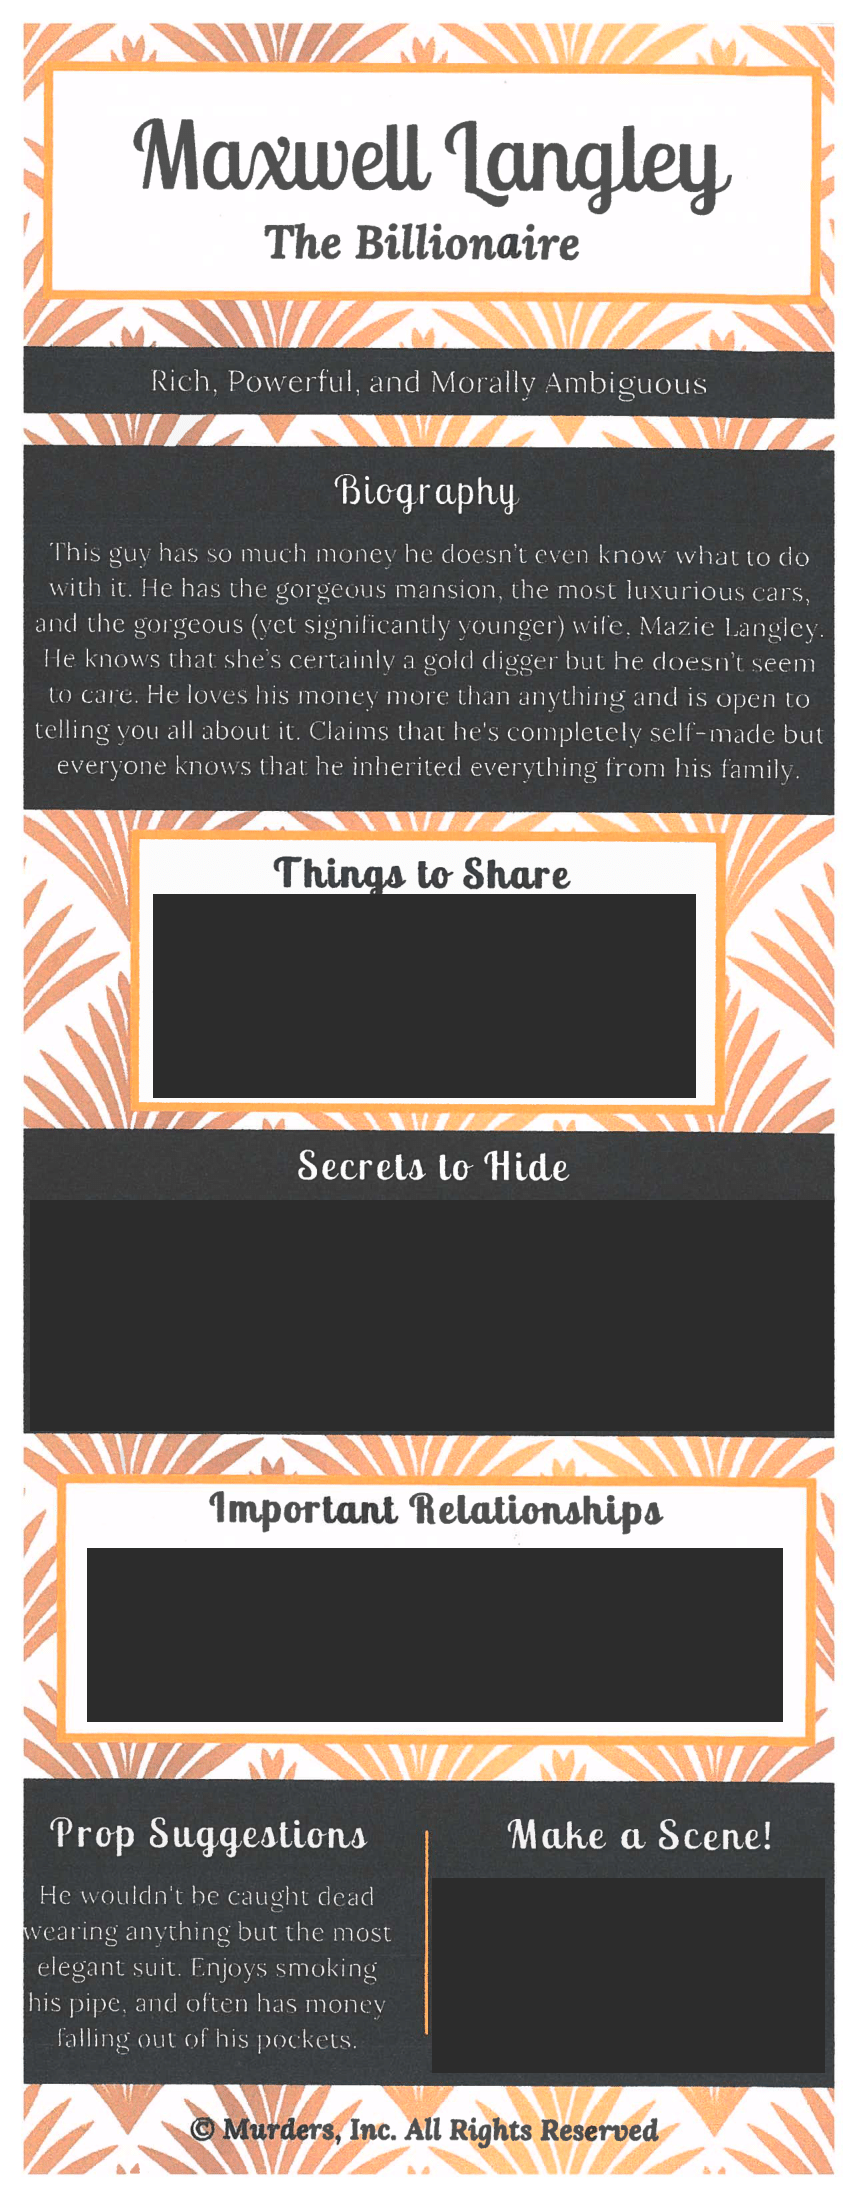 Maxwell Langley
The Billionaire
Rich, Powerful, and Morally Ambiguous
Biography
This guy has so much money he doesn't even know what to do
with it. He has the gorgeous mansion, the most luxurious cars,
and the gorgeous (yet significantly younger) wife, Mazie Langley.
He knows that she's certainly a gold digger but he doesn't seem
to care. He loves his money more than anything and is open to
telling you all about it. Claims that he's completely self-made but
everyone knows that he inherited everything from his family.
Things to Share
Secrets to Hide
Important Relationships
Prop Suggestions
He wouldn't be caught dead
wearing anything but the most
elegant suit. Enjoys smoking
his pipe, and often has money
falling out of his pockets.
Make a Scene!
© Murders, Inc. All Rights Reserved